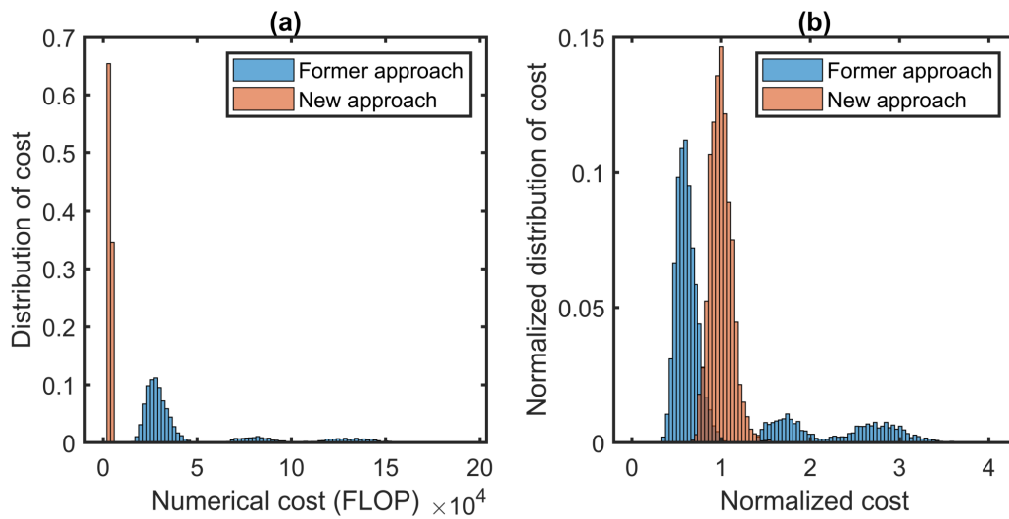 (a)
0.7
0.6
0.5
0.4
0.3
0.2
0.1
0
Distribution of cost
Former approach
New approach
0
5
10
15
20
Numerical cost (FLOP)
×10⁴
(b)
0.15
0.1
0.05
0
Normalized distribution of cost
Former approach
New approach
0
1
2
3
4
Normalized cost